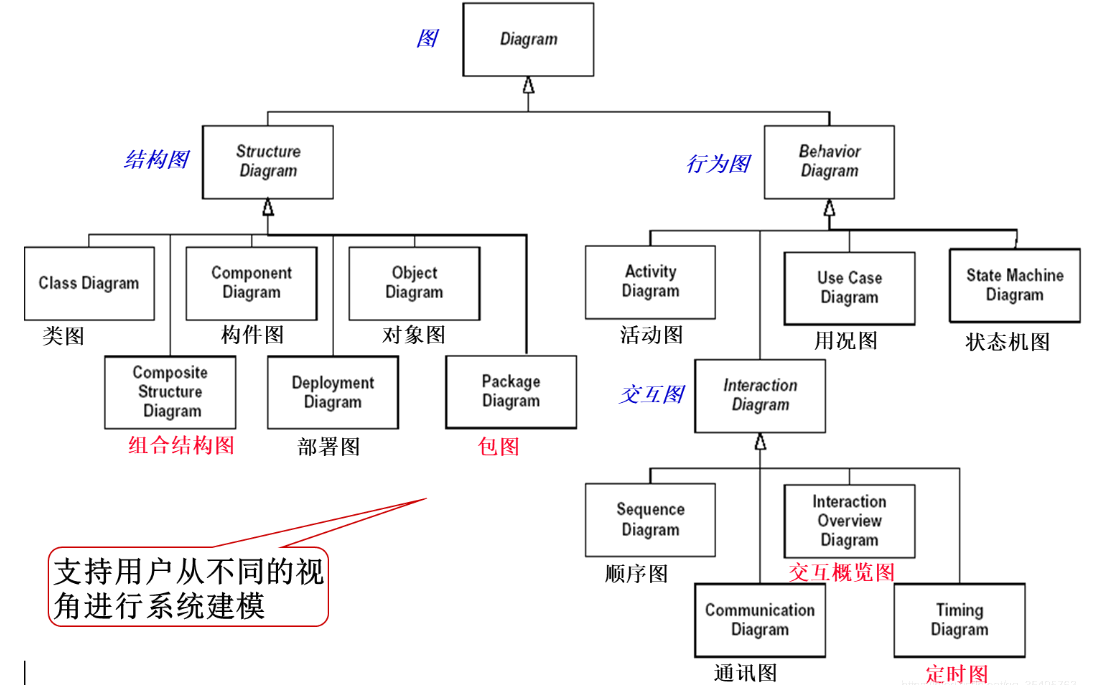 图
Diagram
结构图
Structure
Diagram
行为图
Behavior
Diagram
Class Diagram
类图
Component
Diagram
构件图
Object
Diagram
对象图
Activity
Diagram
活动图
Use Case
Diagram
用况图
State Machine
Diagram
状态机图
Composite
Structure
Diagram
组合结构图
Deployment
Diagram
部署图
Package
Diagram
包图
交互图
Interaction
Diagram
支持用户从不同的视
角进行系统建模
Sequence
Diagram
顺序图
Interaction
Overview
Diagram
交互概览图
Communication
Diagram
通讯图
Timing
Diagram
定时图